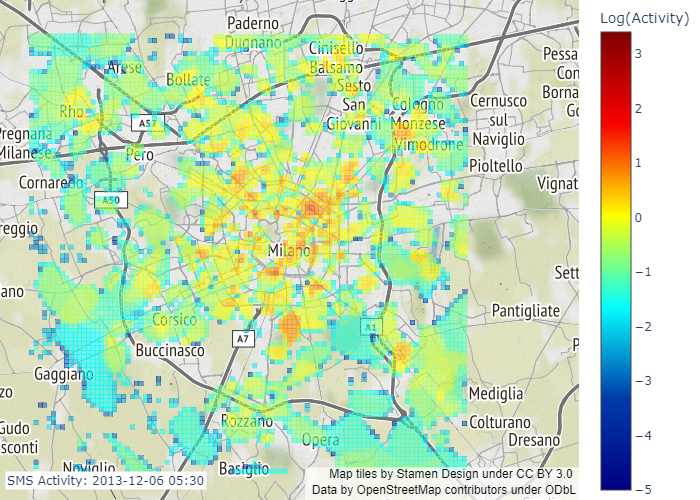 Log(Activity)
Paderno
Dugnano
Cinisello
Balsamo
Arese
Bollate
Sesto
San
Giovanni
Cologno
Monzese
Vimodrone
Cernusco
sul
Naviglio
Pessa
Con
Borna
Go
Rho
A52
Pregnana
Milanese
Pero
Pioltello
Cornaredo
A50
Vignat
reggio
Milano
Sett
ano
Pantigliate
Corsico
A7
A1
Buccinasco
P
Gaggiano
Mediglia
zo
Rozzano
Colturano
Gudo
sconti
Opera
Dresano
Noviglio
Basiglio
3
2
1
0
−1
−2
−3
−4
−5
SMS Activity: 2013-12-06 05:30
Map tiles by Stamen Design under CC BY 3.0
Data by OpenStreetMap contributors under ODbL